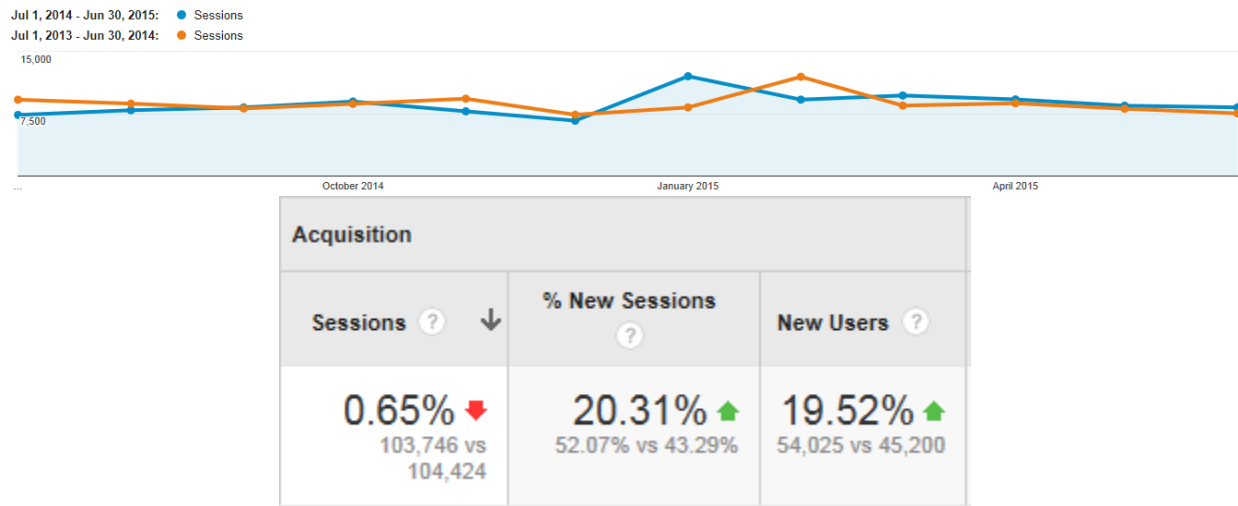 Jul 1, 2014 - Jun 30, 2015: Sessions
Jul 1, 2013 - Jun 30, 2014: Sessions
15,000
7,500
... October 2014 January 2015 April 2015
Acquisition
Sessions ? % New Sessions ? New Users ?
0.65% 20.31% 19.52%
103,746 vs 52.07% vs 43.29% 54,025 vs 45,200
104,424